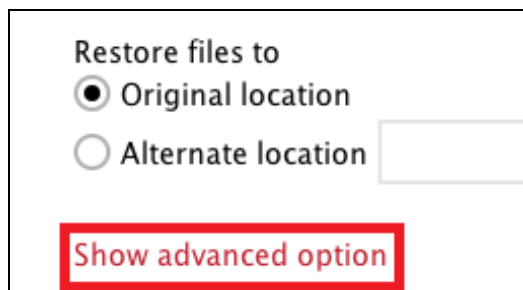 Restore files to
Original location
Alternate location
Show advanced option